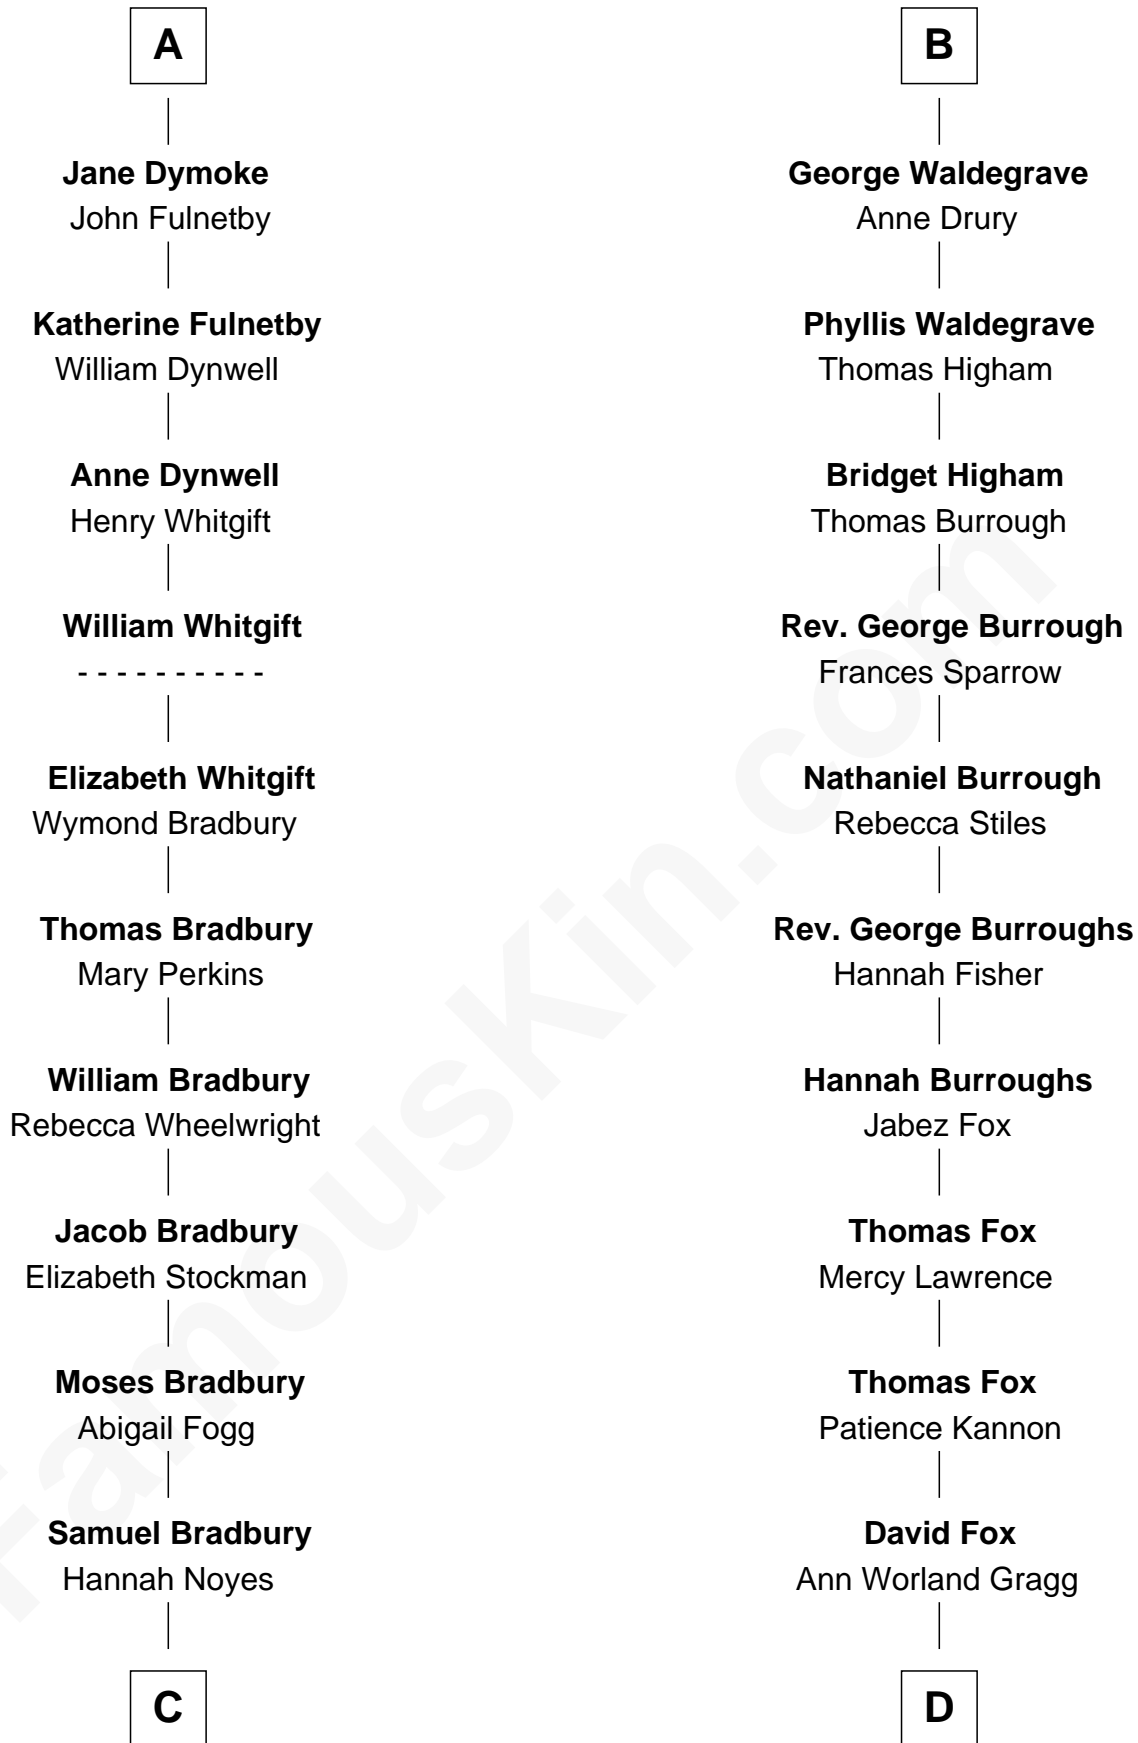 A
Jane Dymoke
John Fulnetby
Katherine Fulnetby
William Dynwell
Anne Dynwell
Henry Whitgift
William Whitgift
- - - - - - - - - -
Elizabeth Whitgift
Wymond Bradbury
Thomas Bradbury
Mary Perkins
William Bradbury
Rebecca Wheelwright
Jacob Bradbury
Elizabeth Stockman
Moses Bradbury
Abigail Fogg
Samuel Bradbury
Hannah Noyes
C
B
George Waldegrave
Anne Drury
Phyllis Waldegrave
Thomas Higham
Bridget Higham
Thomas Burrough
Rev. George Burrough
Frances Sparrow
Nathaniel Burrough
Rebecca Stiles
Rev. George Burroughs
Hannah Fisher
Hannah Burroughs
Jabez Fox
Thomas Fox
Mercy Lawrence
Thomas Fox
Patience Kannon
David Fox
Ann Worland Gragg
D
FamousKin.com